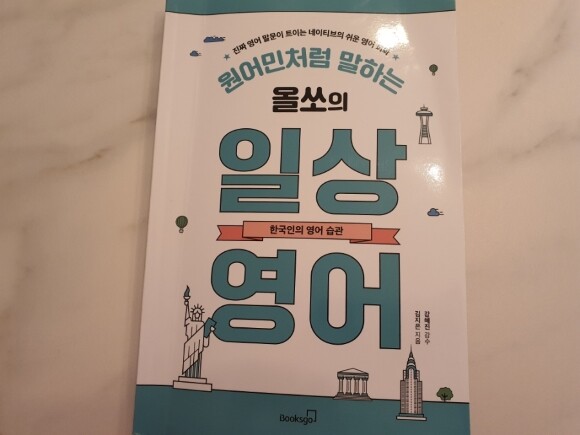 진짜 영어 말문이 트이는 네이티브의 쉬운 영어
원어민처럼 말하는
올쏘의
일상
한국인의 영어 습관
영어
김지은 지음
강혜진 감수
Booksgo